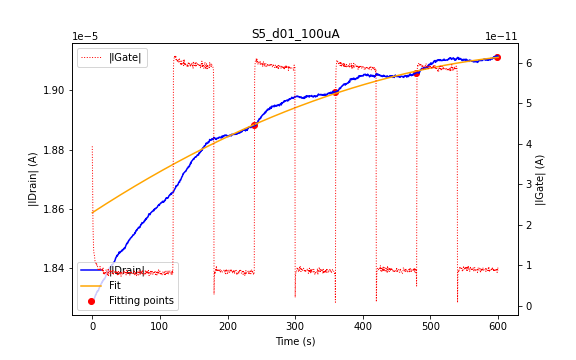 S5_d01_100uA
1e−5
1e−11
|IGate|
1.90
1.88
1.86
1.84
|IDrain| (A)
6
5
4
3
2
1
0
|IGate| (A)
|IDrain|
Fit
Fitting points
0 100 200 300 400 500 600
Time (s)